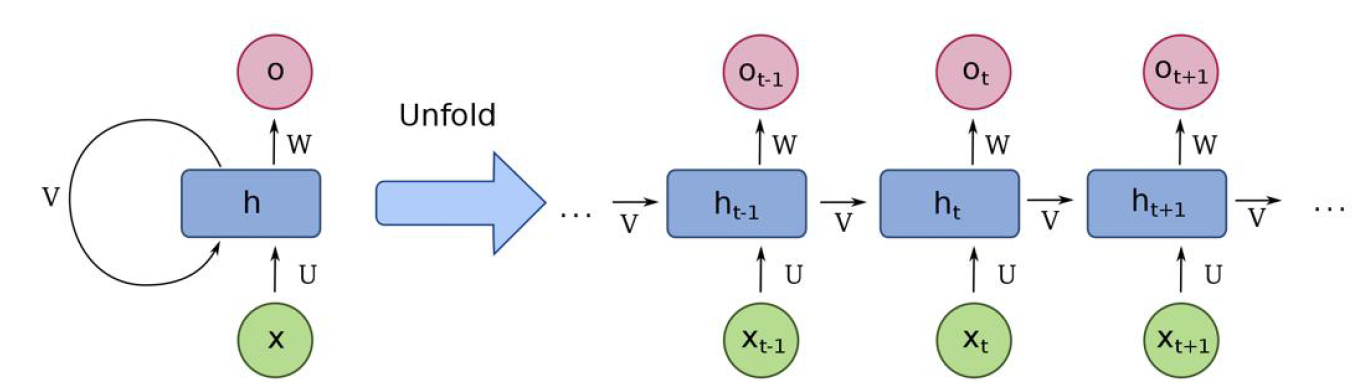 o
W
V
h
U
x
Unfold
... V
o_{t-1} o_t o_{t+1}
W W W
h_{t-1} V h_t V h_{t+1} V ...
U U U
x_{t-1} x_t x_{t+1}